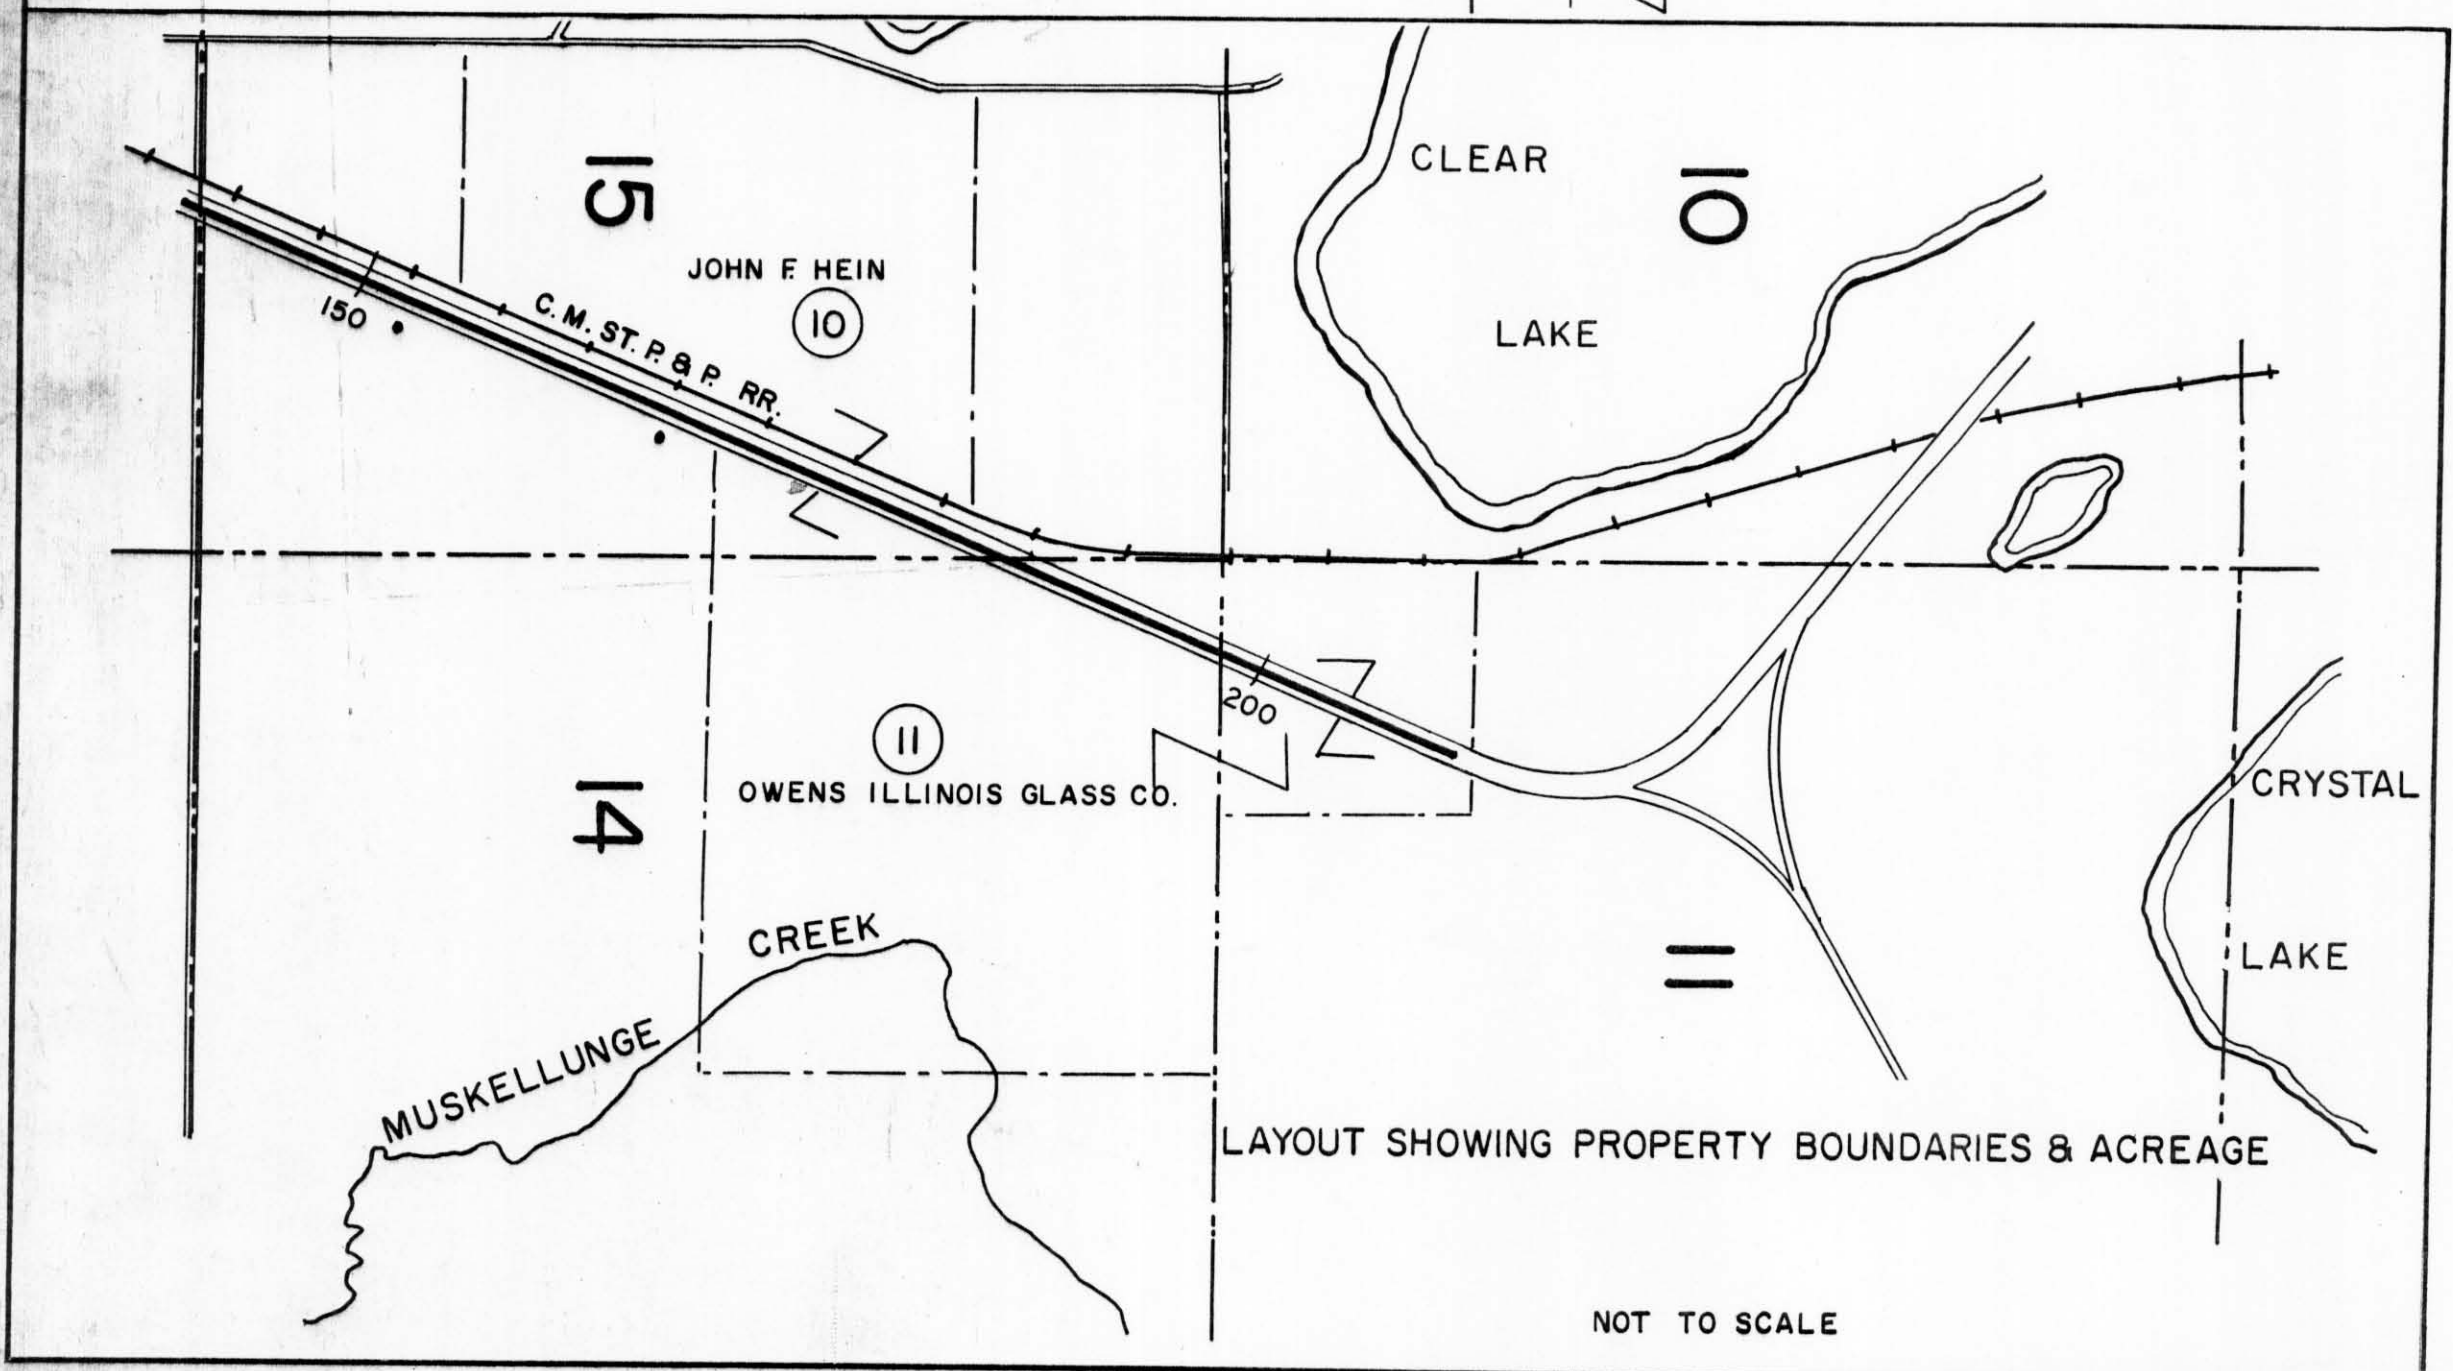 15
10
CLEAR
LAKE
JOHN F. HEIN
10
150
C. M. ST. P. & P. RR.
200
11
OWENS ILLINOIS GLASS CO.
14
11
CRYSTAL
LAKE
MUSKELLUNGE CREEK
LAYOUT SHOWING PROPERTY BOUNDARIES & ACREAGE
NOT TO SCALE